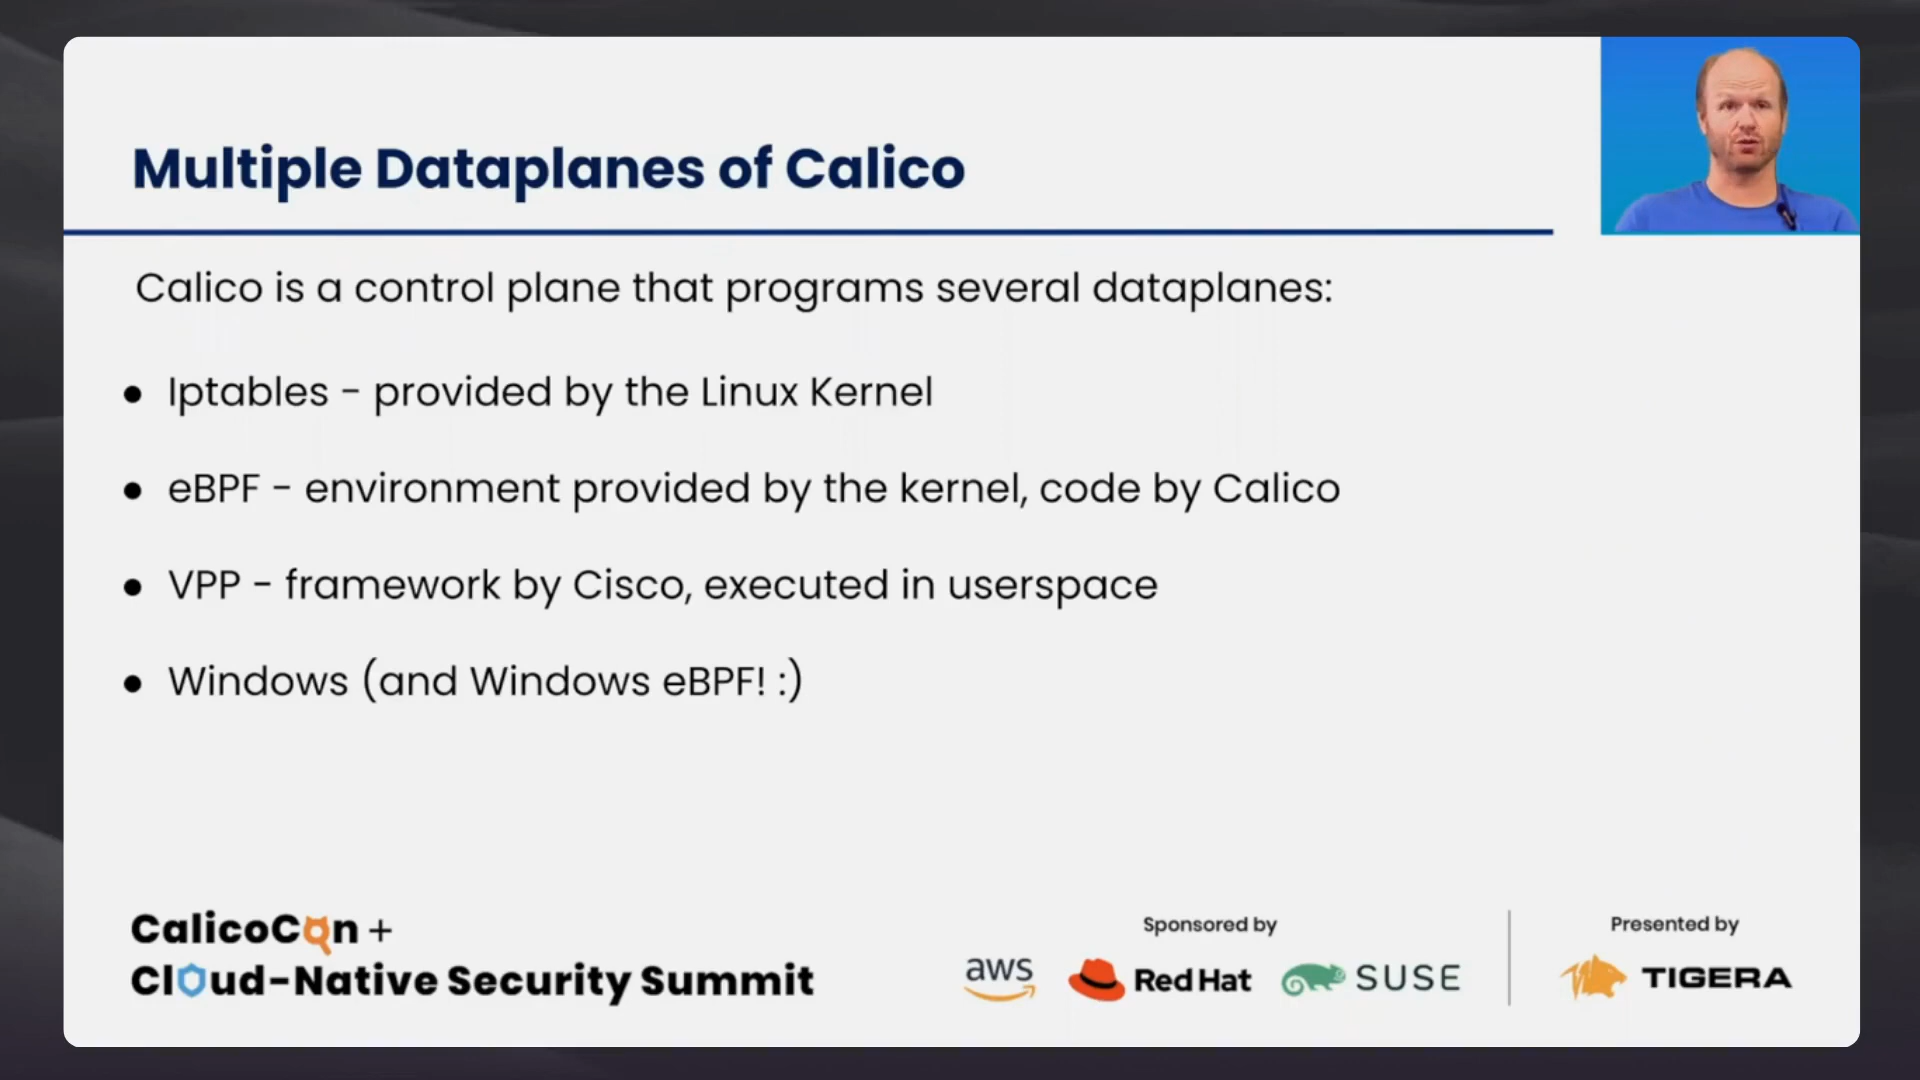 Multiple Dataplanes of Calico
Calico is a control plane that programs several dataplanes:
● Iptables - provided by the Linux Kernel
● eBPF - environment provided by the kernel, code by Calico
● VPP - framework by Cisco, executed in userspace
● Windows (and Windows eBPF! :)
CalicoCon +
Cloud-Native Security Summit
Sponsored by
aws Red Hat SUSE
Presented by
TIGERA